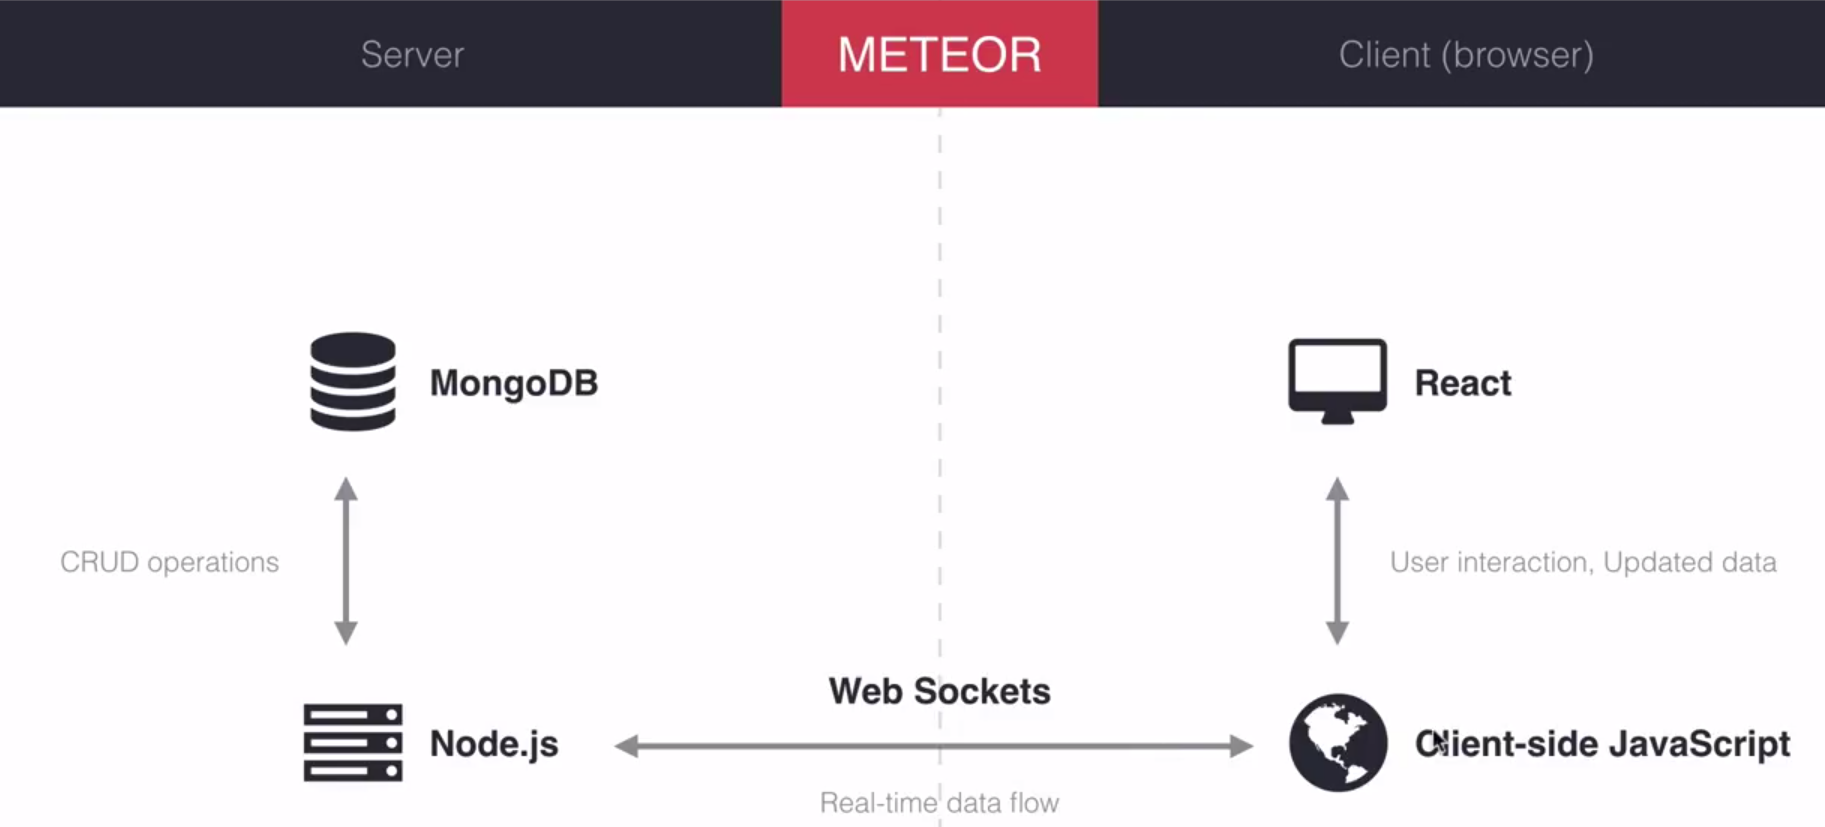 Server
METEOR
Client (browser)
MongoDB
React
CRUD operations
User interaction, Updated data
Web Sockets
Node.js
Client-side JavaScript
Real-time data flow